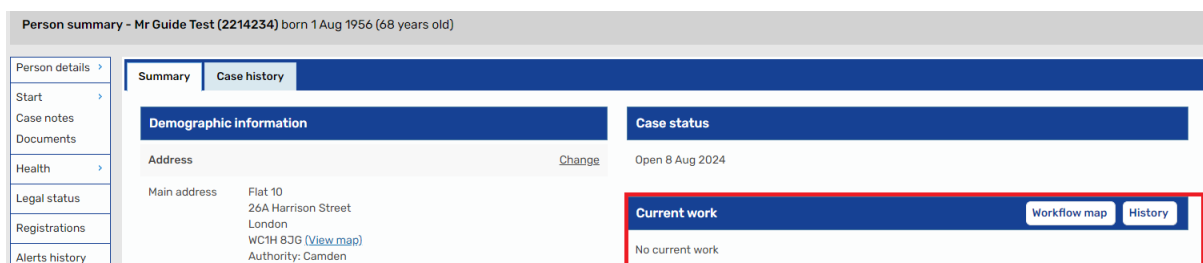 Person summary - Mr Guide Test (2214234) born 1 Aug 1956 (68 years old)
Person details
Start
Case notes
Documents
Health
Legal status
Registrations
Alerts history
Summary
Case history
Demographic information
Address
Change
Main address
Flat 10
26A Harrison Street
London
WC1H 8JG (View map)
Authority: Camden
Case status
Open 8 Aug 2024
Current work
Workflow map
History
No current work